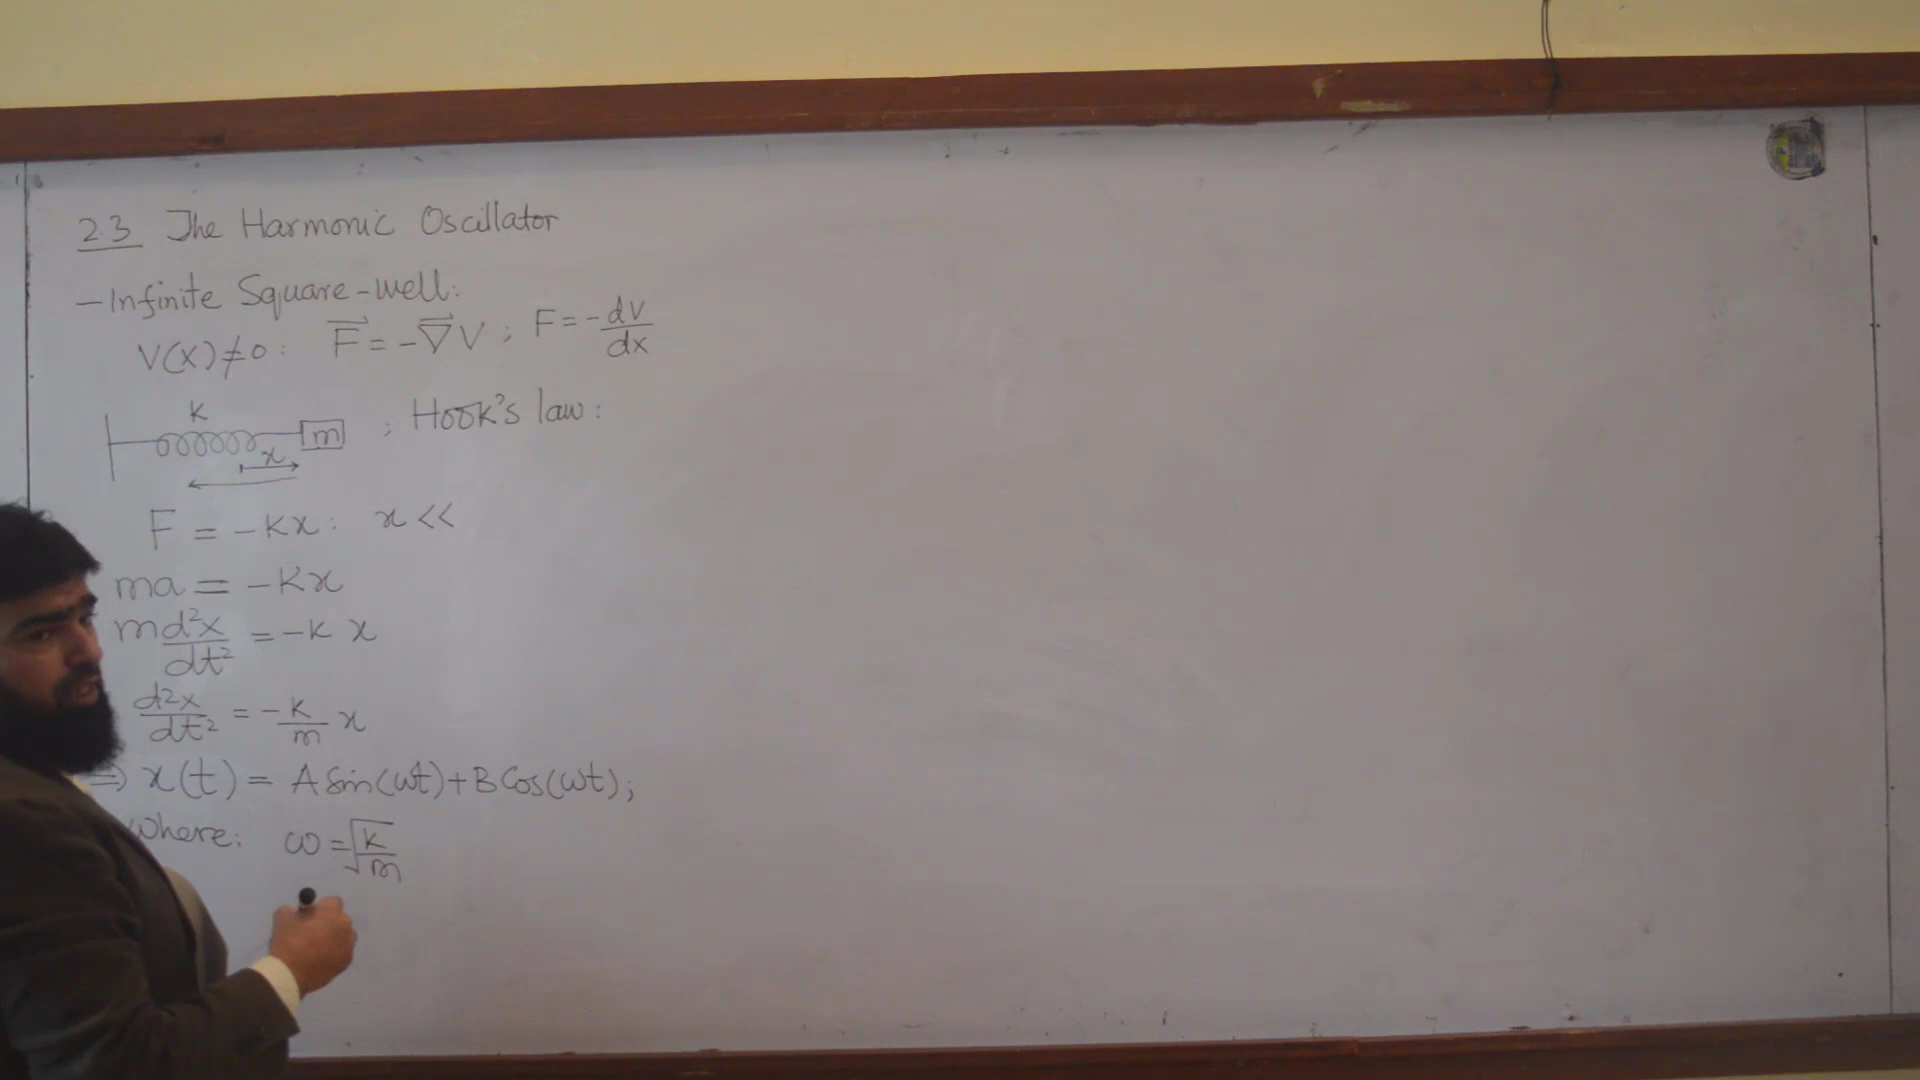 2.3 The Harmonic Oscillator
- Infinite Square-well:
V(x) ≠ 0 : F⃗ = -∇⃗V ; F = -dV/dx
k
m ; Hook's law :
x
F = -kx : x <<
ma = -kx
m d²x/dt² = -k x
d²x/dt² = -k/m x
⇒ x(t) = A Sin(ωt) + B Cos(ωt) ;
Where: ω = √(k/m)